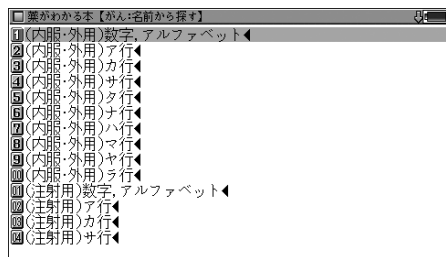 薬がわかる本【がん:名前から探す】
1(内服・外用)数字,アルファベット◀
2(内服・外用)ア行◀
3(内服・外用)カ行◀
4(内服・外用)サ行◀
5(内服・外用)タ行◀
6(内服・外用)ナ行◀
7(内服・外用)ハ行◀
8(内服・外用)マ行◀
9(内服・外用)ヤ行◀
00(内服・外用)ラ行◀
01(注射用)数字,アルファベット◀
02(注射用)ア行◀
03(注射用)カ行◀
04(注射用)サ行◀